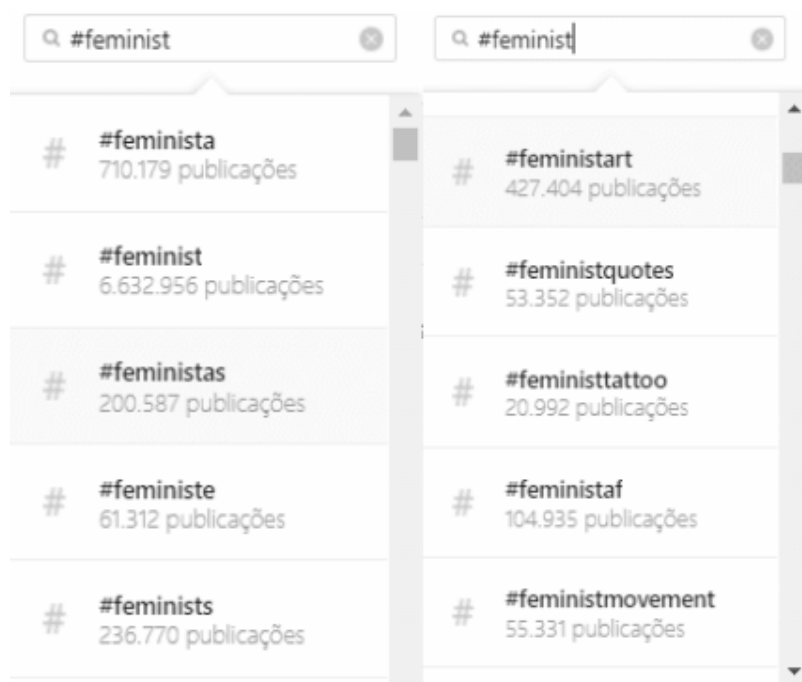 #feminist
#feminista
710.179 publicações
#feminist
6.632.956 publicações
#feministas
200.587 publicações
#feministe
61.312 publicações
#feminists
236.770 publicações
#feminist
#feministart
427.404 publicações
#feministquotes
53.352 publicações
#feministtattoo
20.992 publicações
#feministaf
104.935 publicações
#feministmovement
55.331 publicações